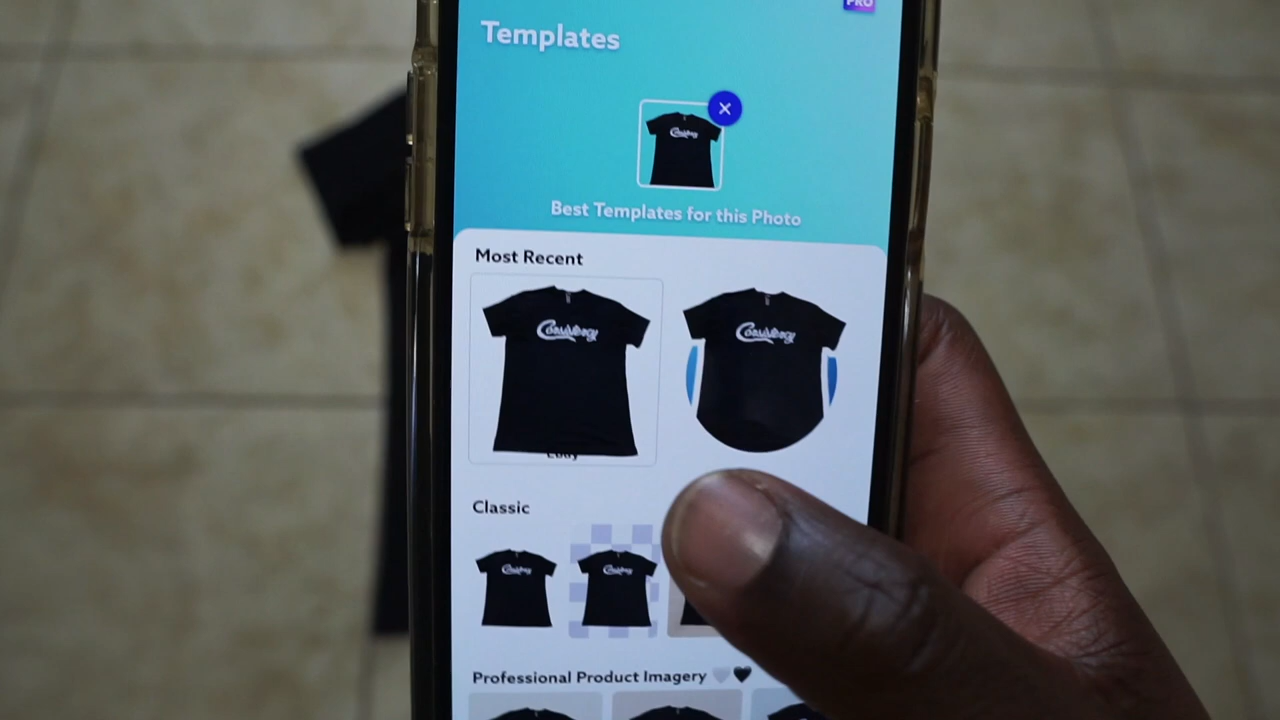 PRO
Templates
Best Templates for this Photo
Most Recent
Classic
Professional Product Imagery